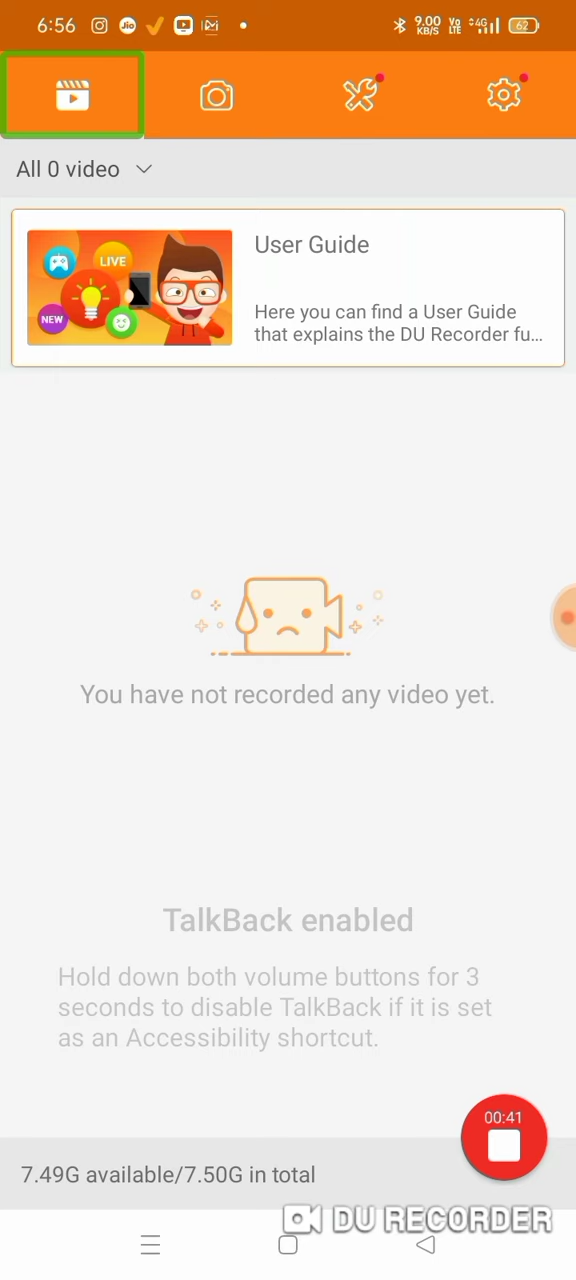 6:56
Jio
9.00
KB/S
Vo
LTE
4G
62
All 0 video
LIVE
NEW
User Guide
Here you can find a User Guide
that explains the DU Recorder fu...
You have not recorded any video yet.
TalkBack enabled
Hold down both volume buttons for 3
seconds to disable TalkBack if it is set
as an Accessibility shortcut.
00:41
7.49G available/7.50G in total
DU RECORDER